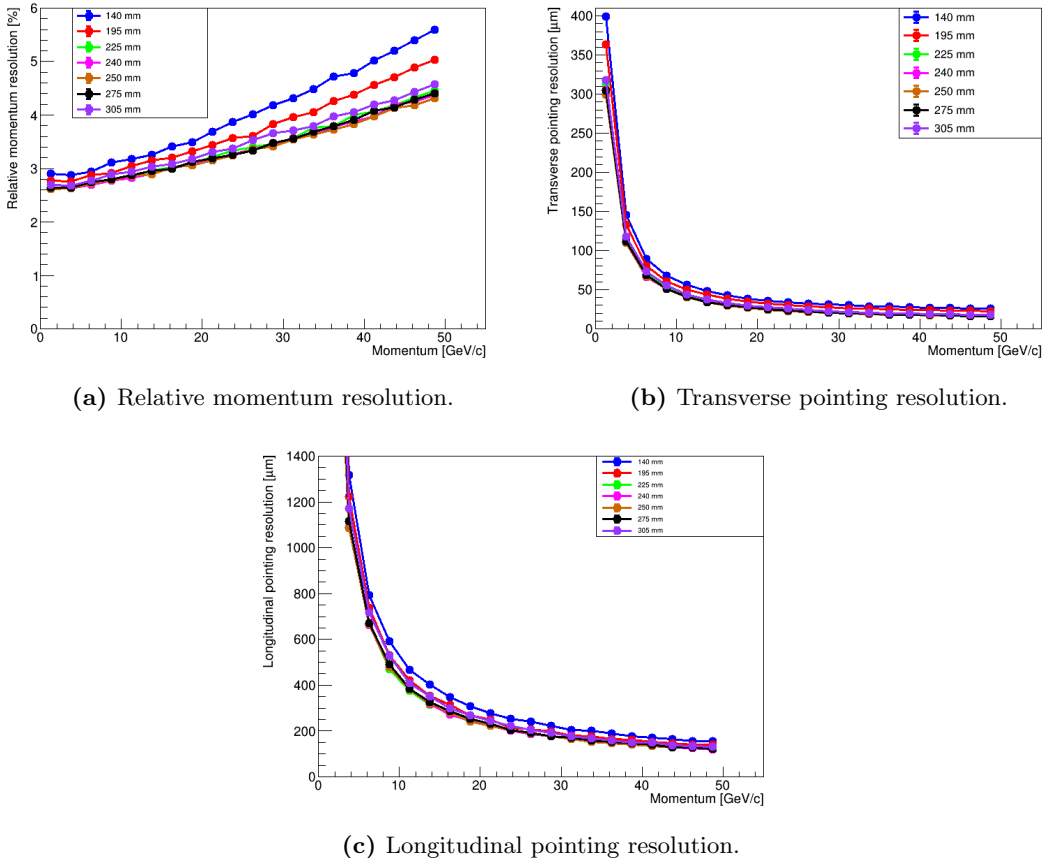 6
5
4
3
2
1
0
Relative momentum resolution [%]
140 mm
195 mm
225 mm
240 mm
250 mm
275 mm
305 mm
0 10 20 30 40 50
Momentum [GeV/c]
(a) Relative momentum resolution.
400
350
300
250
200
150
100
50
0
Transverse pointing resolution [µm]
140 mm
195 mm
225 mm
240 mm
250 mm
275 mm
305 mm
0 10 20 30 40 50
Momentum [GeV/c]
(b) Transverse pointing resolution.
1400
1200
1000
800
600
400
200
0
Longitudinal pointing resolution [µm]
140 mm
195 mm
225 mm
240 mm
250 mm
275 mm
305 mm
0 10 20 30 40 50
Momentum [GeV/c]
(c) Longitudinal pointing resolution.